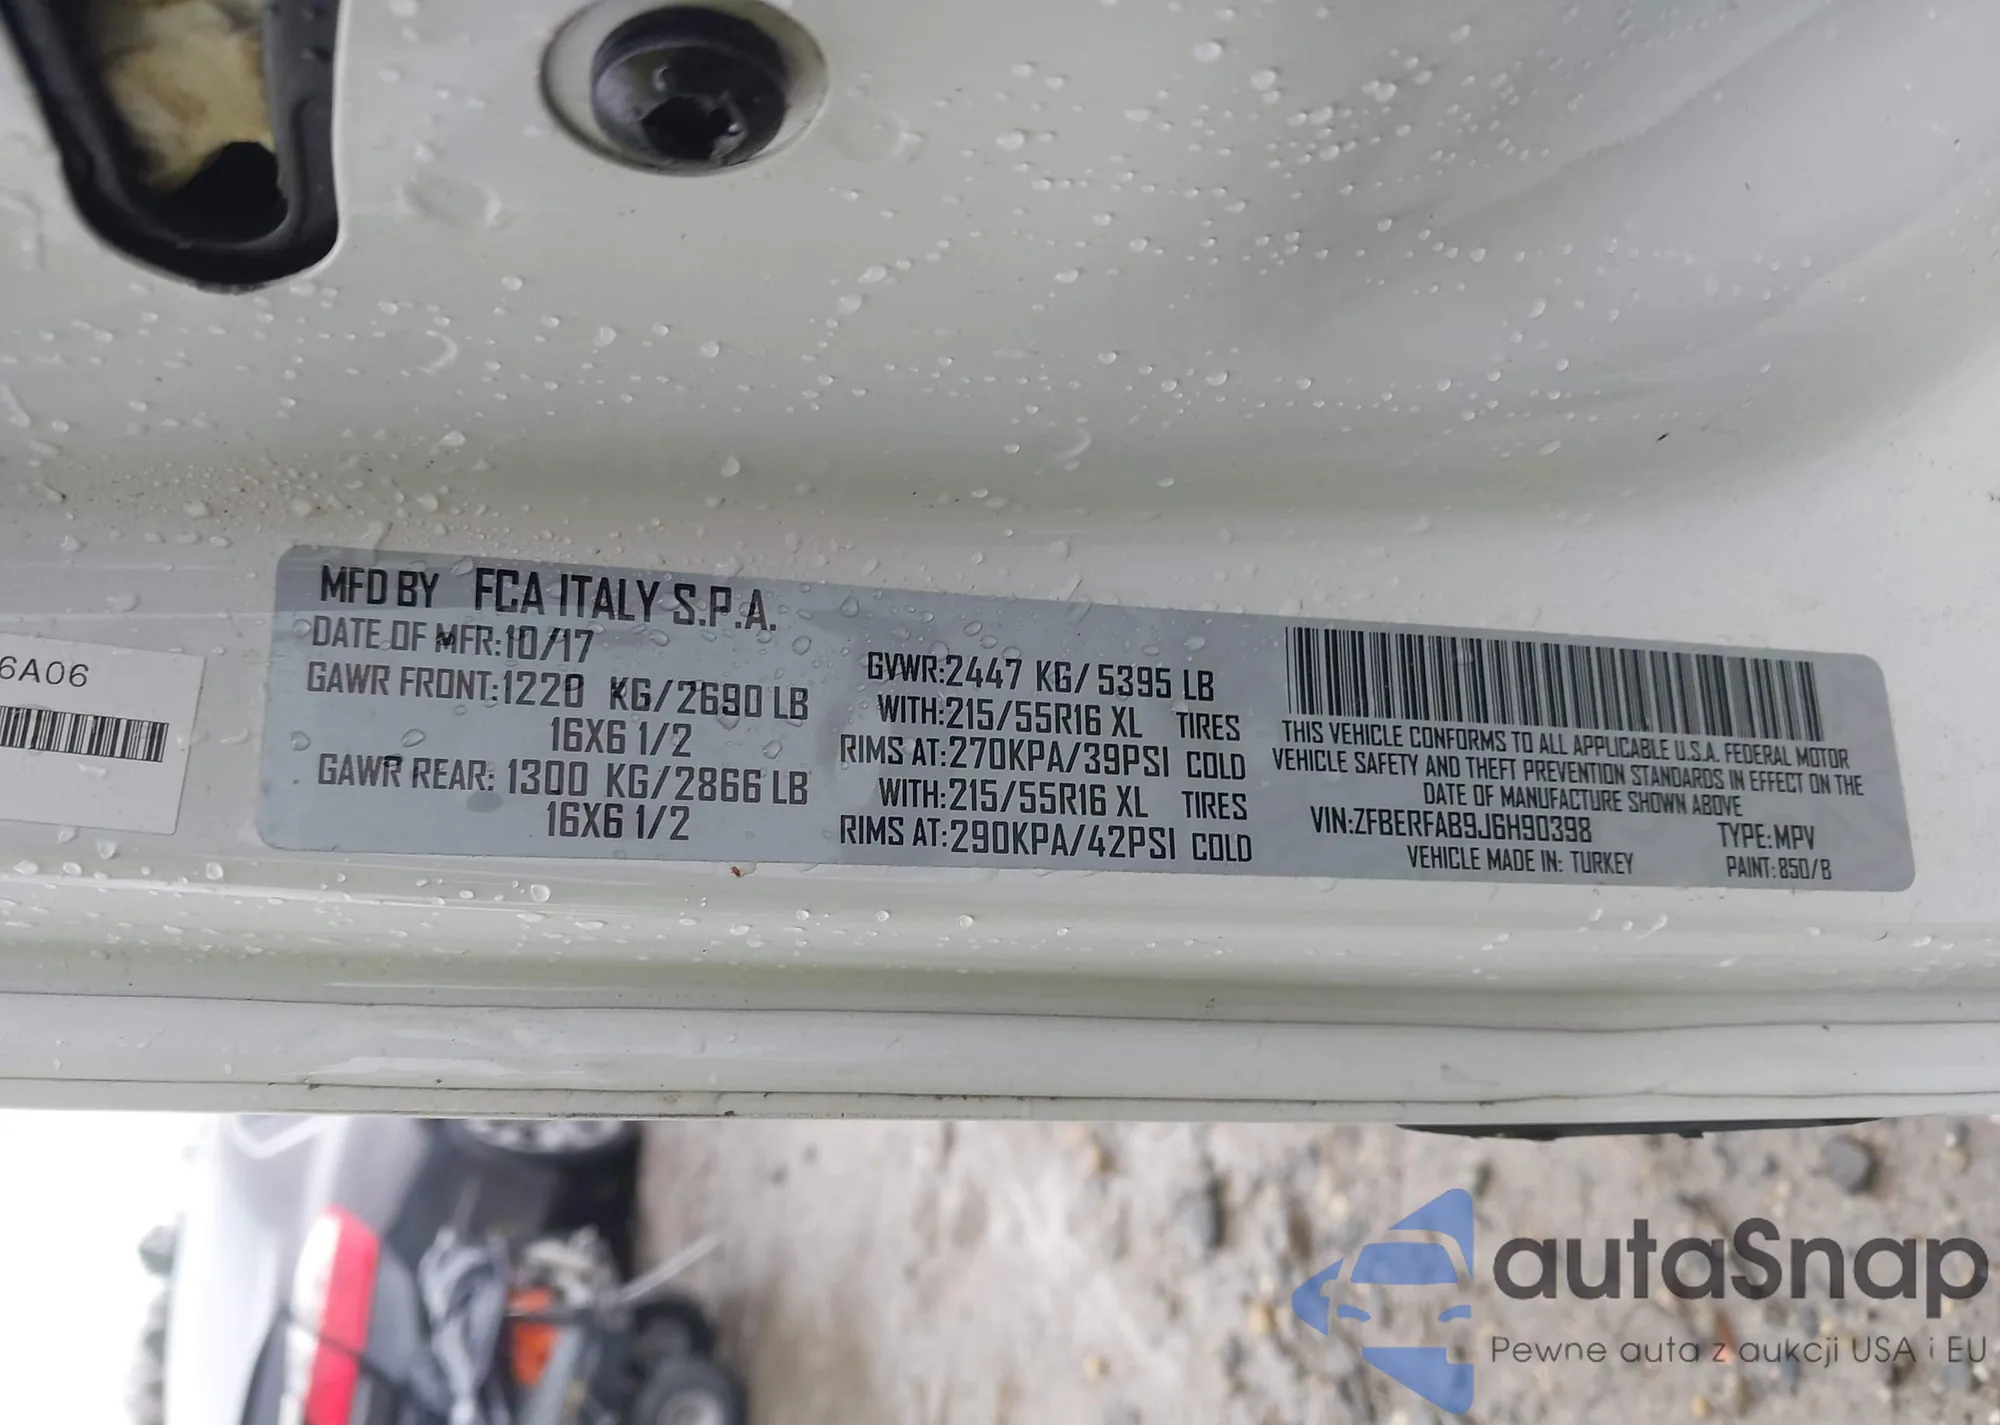 6A06
MFD BY FCA ITALY S.P.A.
DATE OF MFR:10/17
GAWR FRONT:1220 KG/2690 LB
16X6 1/2
GAWR REAR: 1300 KG/2866 LB
16X6 1/2
GVWR:2447 KG/ 5395 LB
WITH:215/55R16 XL TIRES
RIMS AT:270KPA/39PSI COLD
WITH:215/55R16 XL TIRES
RIMS AT:290KPA/42PSI COLD
THIS VEHICLE CONFORMS TO ALL APPLICABLE U.S.A. FEDERAL MOTOR
VEHICLE SAFETY AND THEFT PREVENTION STANDARDS IN EFFECT ON THE
DATE OF MANUFACTURE SHOWN ABOVE
VIN:ZFBERFAB9J6H90398 TYPE:MPV
VEHICLE MADE IN: TURKEY PAINT:850/B
autaSnap
Pewne auta z aukcji USA i EU